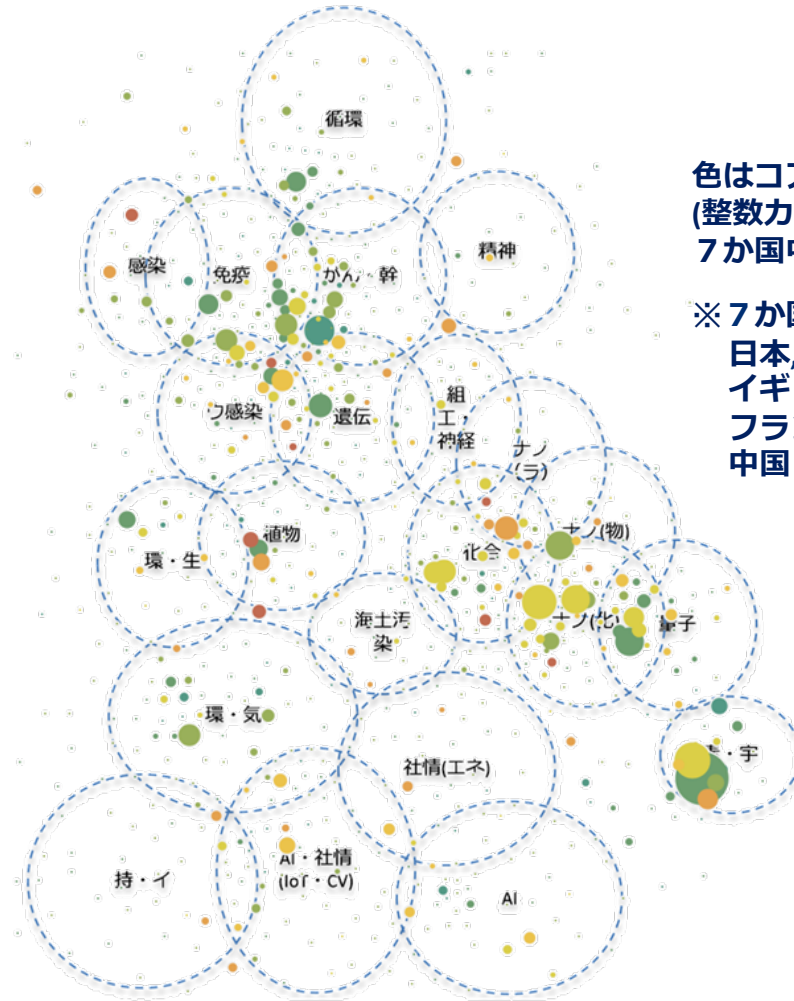 循環
色はコア
(整数カ
７か国中
感染
免疫
がん・幹
精神
※７か国
日本,
イギ
フラン
中国
ウ感染
遺伝
組
工・
神経
ナノ
(ラ)
環・生
植物
化合
ナノ(物)
海土汚
染
ナノ(化)
量子
環・気
社情(エネ)
・宇
持・イ
AI・社情
(IoT・CV)
AI